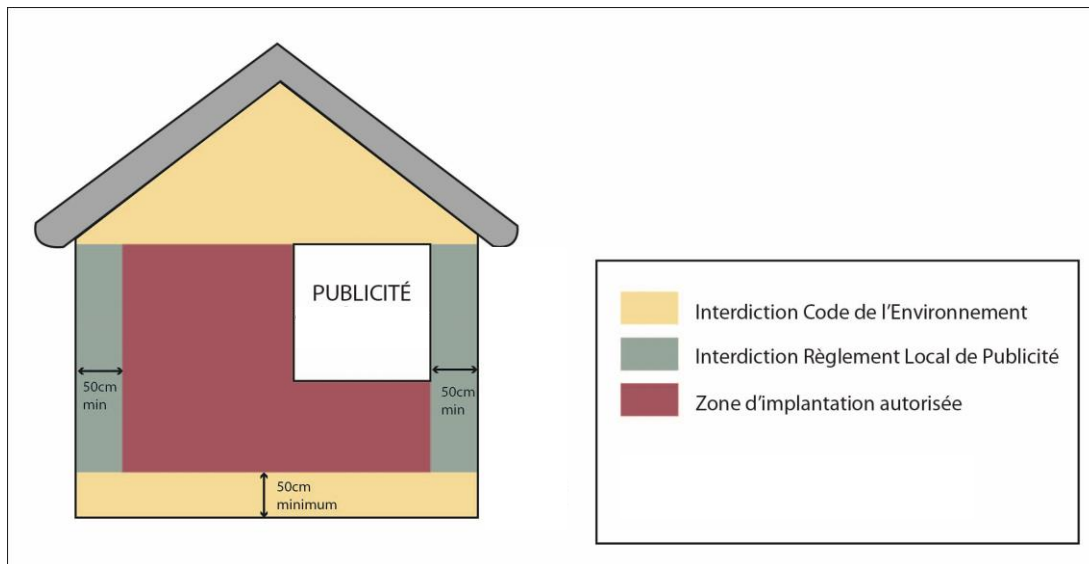 PUBLICITÉ
50cm
min
50cm
min
50cm
minimum
Interdiction Code de l'Environnement
Interdiction Règlement Local de Publicité
Zone d'implantation autorisée